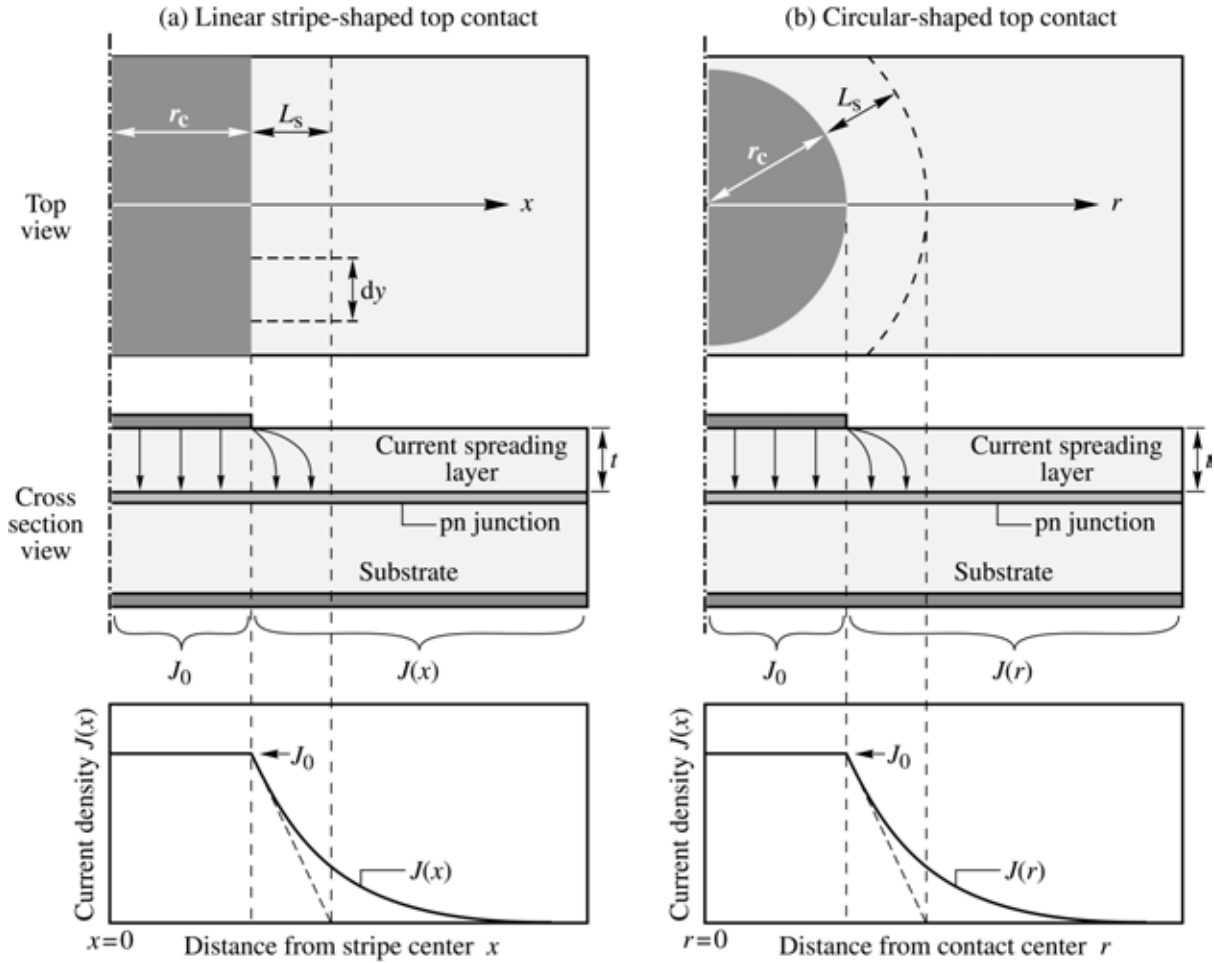 (a) Linear stripe-shaped top contact
(b) Circular-shaped top contact
Top
view
r_c
L_s
x
dy
r_c
L_s
r
Cross
section
view
Current spreading
layer
t
pn junction
Substrate
J_0
J(x)
Current spreading
layer
pn junction
Substrate
J_0
J(r)
Current density J(x)
J_0
J(x)
x=0
Distance from stripe center x
Current density J(x)
J_0
J(r)
r=0
Distance from contact center r